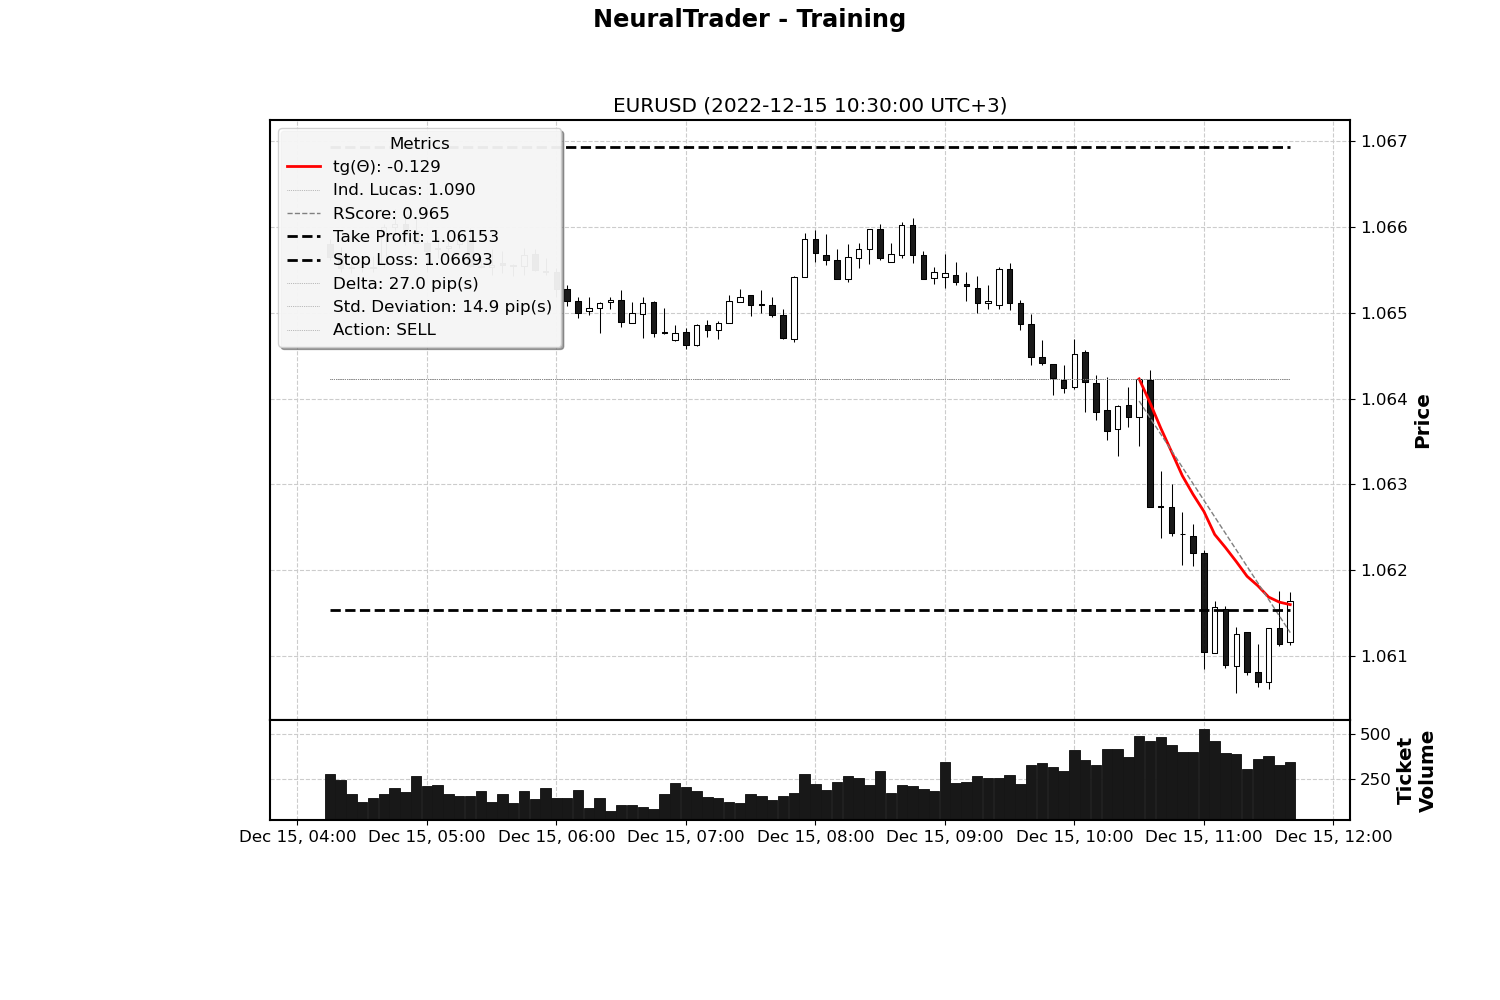 NeuralTrader - Training
EURUSD (2022-12-15 10:30:00 UTC+3)
Metrics
tg(Θ): -0.129
Ind. Lucas: 1.090
RScore: 0.965
Take Profit: 1.06153
Stop Loss: 1.06693
Delta: 27.0 pip(s)
Std. Deviation: 14.9 pip(s)
Action: SELL
1.067
1.066
1.065
1.064
1.063
1.062
1.061
Price
500
250
Ticket
Volume
Dec 15, 04:00 Dec 15, 05:00 Dec 15, 06:00 Dec 15, 07:00 Dec 15, 08:00 Dec 15, 09:00 Dec 15, 10:00 Dec 15, 11:00 Dec 15, 12:00